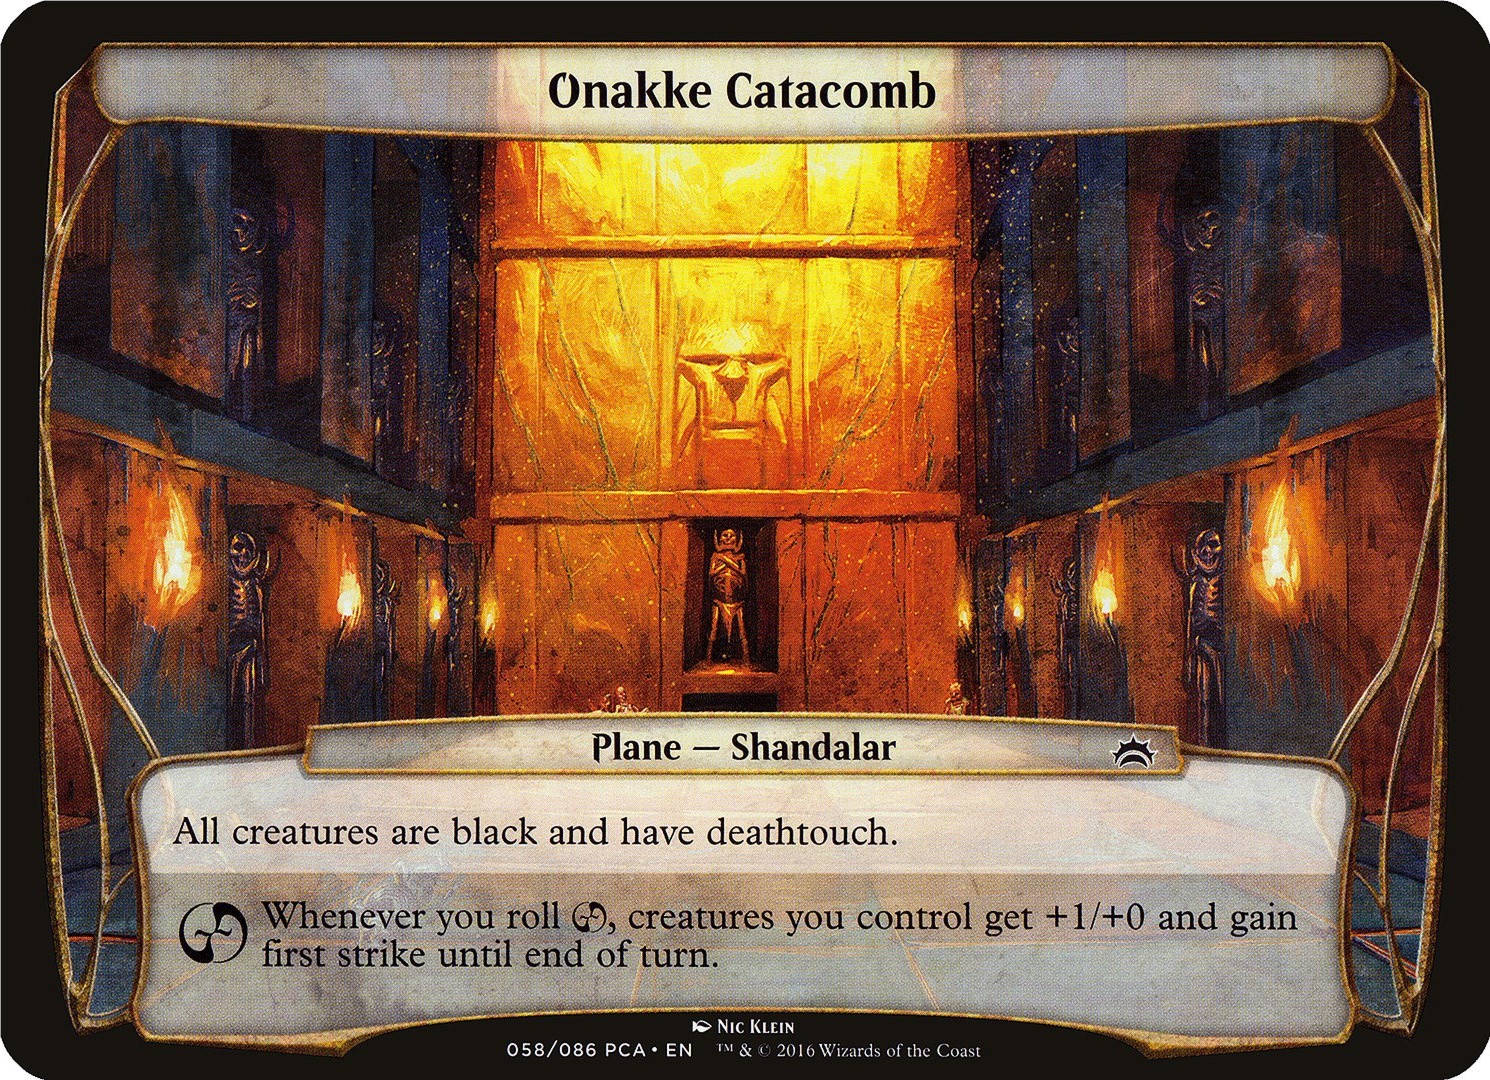 Onakke Catacomb
Plane — Shandalar
All creatures are black and have deathtouch.
Whenever you roll , creatures you control get +1/+0 and gain
first strike until end of turn.
Nic Klein
058/086 PCA • EN ™ & © 2016 Wizards of the Coast